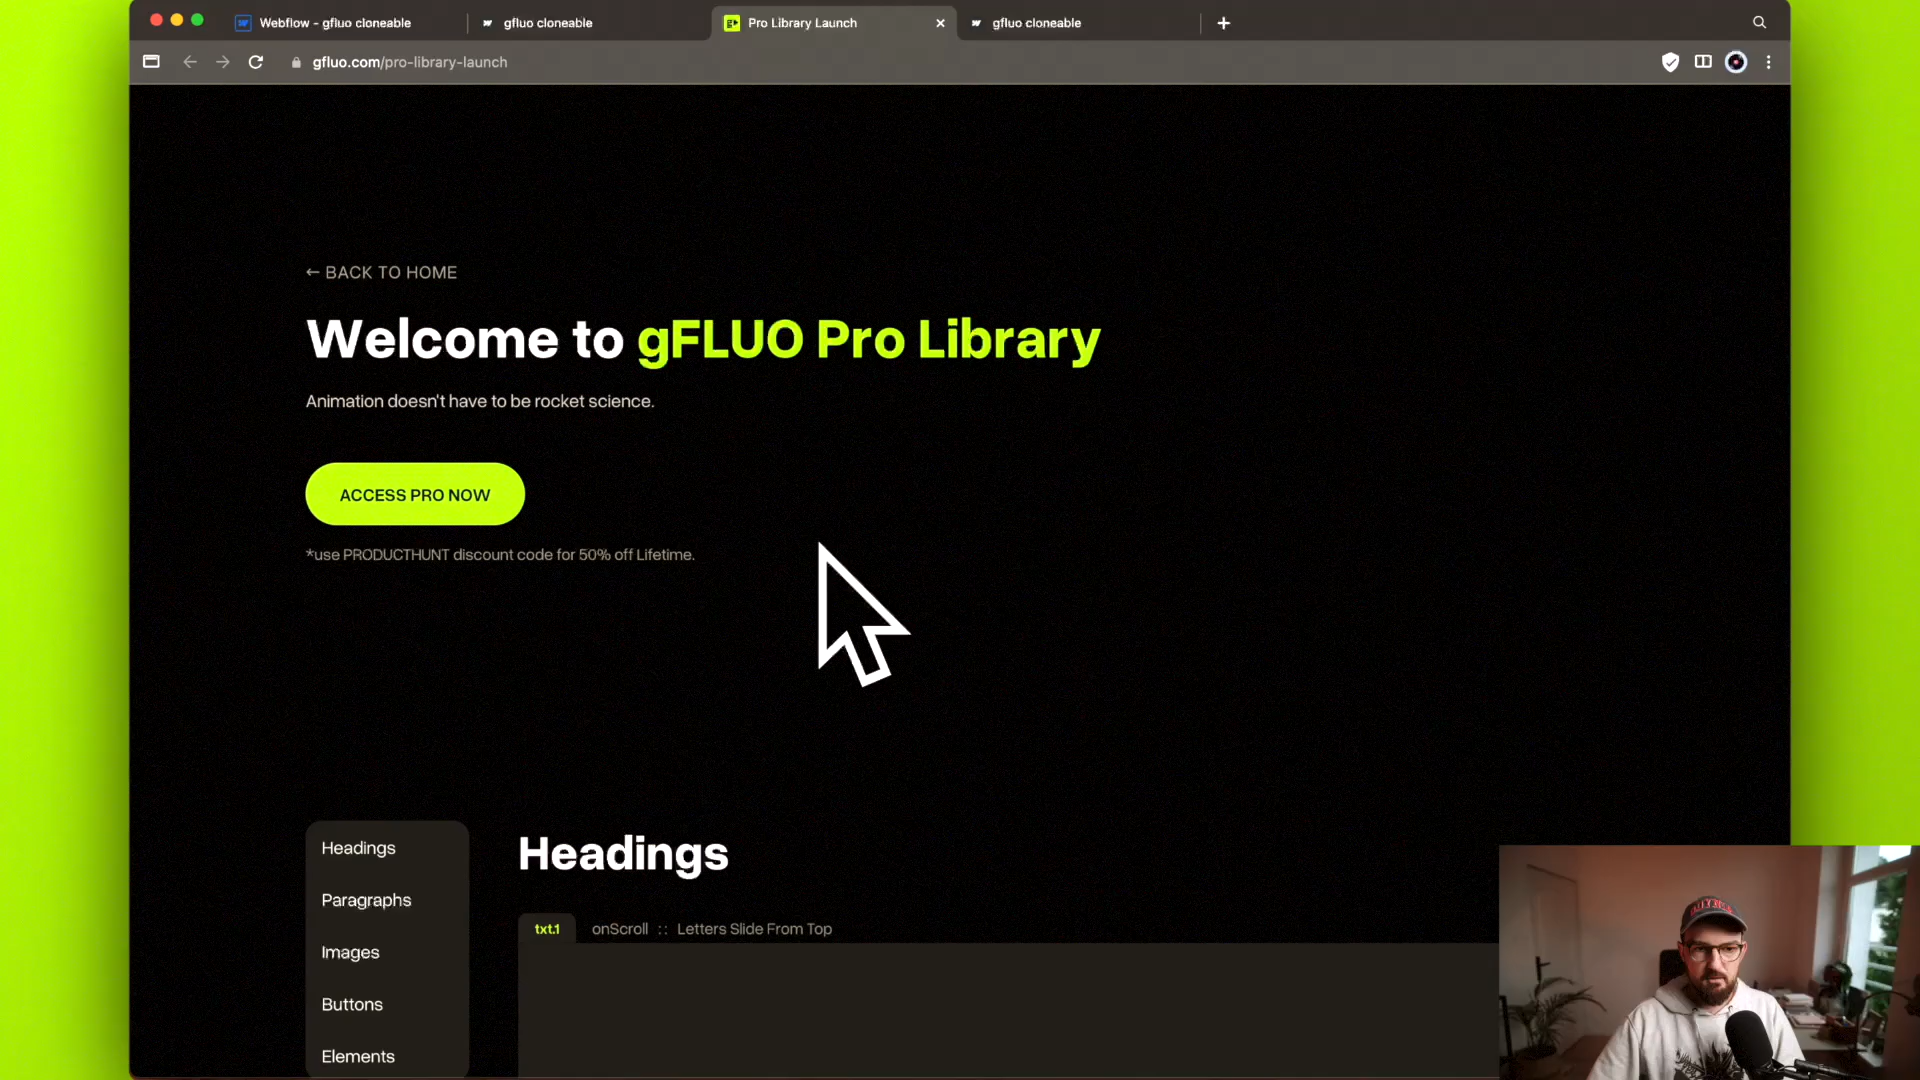 Webflow - gfluo cloneable
gfluo cloneable
Pro Library Launch
gfluo cloneable
gfluo.com/pro-library-launch
← BACK TO HOME
Welcome to gFLUO Pro Library
Animation doesn't have to be rocket science.
ACCESS PRO NOW
*use PRODUCTHUNT discount code for 50% off Lifetime.
Headings
Paragraphs
Images
Buttons
Elements
Headings
txt.1 onScroll :: Letters Slide From Top